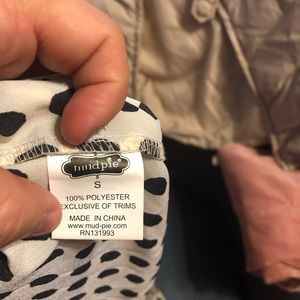 mudpie
S
100% POLYESTER
EXCLUSIVE OF TRIMS
MADE IN CHINA
www.mud-pie.com
RN131993